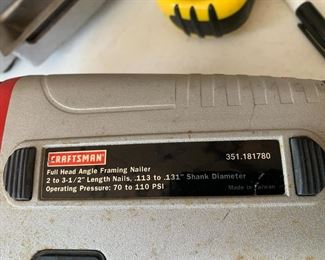 CRAFTSMAN 351.181780
Full Head Angle Framing Nailer
2 to 3-1/2" Length Nails, .113 to .131" Shank Diameter
Operating Pressure: 70 to 110 PSI Made in Taiwan